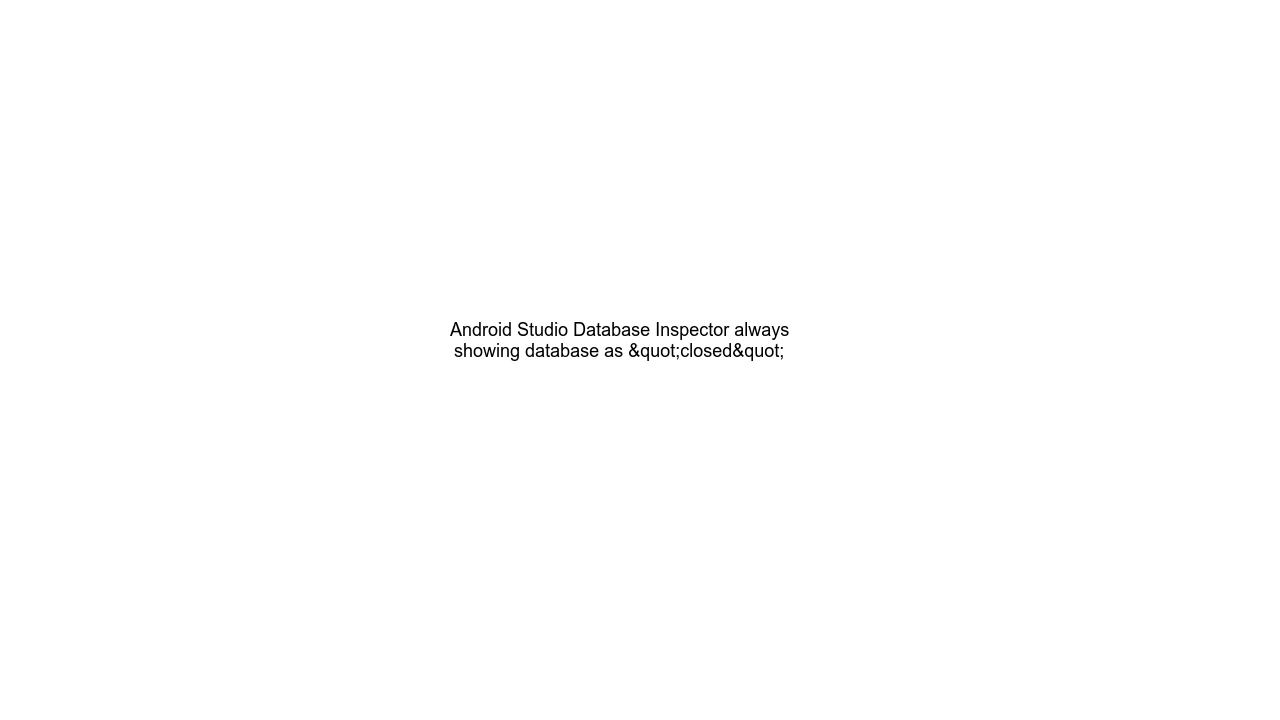 Android Studio Database Inspector always
showing database as &quot;closed&quot;